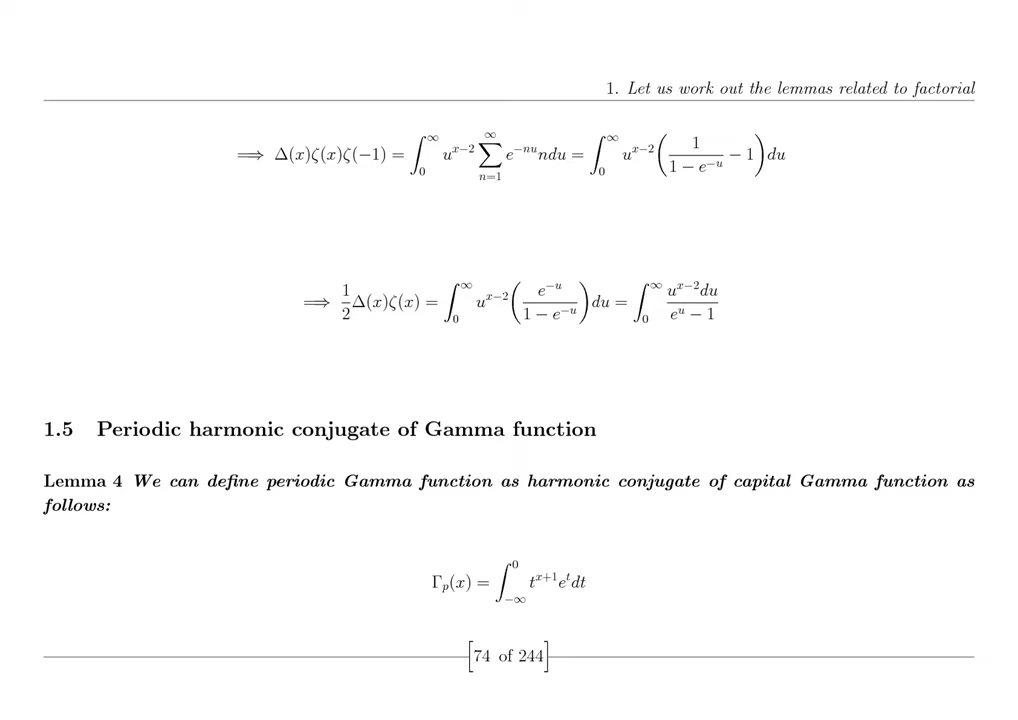 1. Let us work out the lemmas related to factorial
⟹ Δ(x)ζ(x)ζ(−1) = ∫_0^∞ u^{x−2} ∑_{n=1}^∞ e^{−nu} n du = ∫_0^∞ u^{x−2} ( 1 / (1 − e^{−u}) − 1 ) du
⟹ 1/2 Δ(x)ζ(x) = ∫_0^∞ u^{x−2} ( e^{−u} / (1 − e^{−u}) ) du = ∫_0^∞ u^{x−2} du / (e^u − 1)
1.5 Periodic harmonic conjugate of Gamma function
Lemma 4 We can define periodic Gamma function as harmonic conjugate of capital Gamma function as
follows:
Γ_p(x) = ∫_{−∞}^0 t^{x+1} e^t dt
[74 of 244]